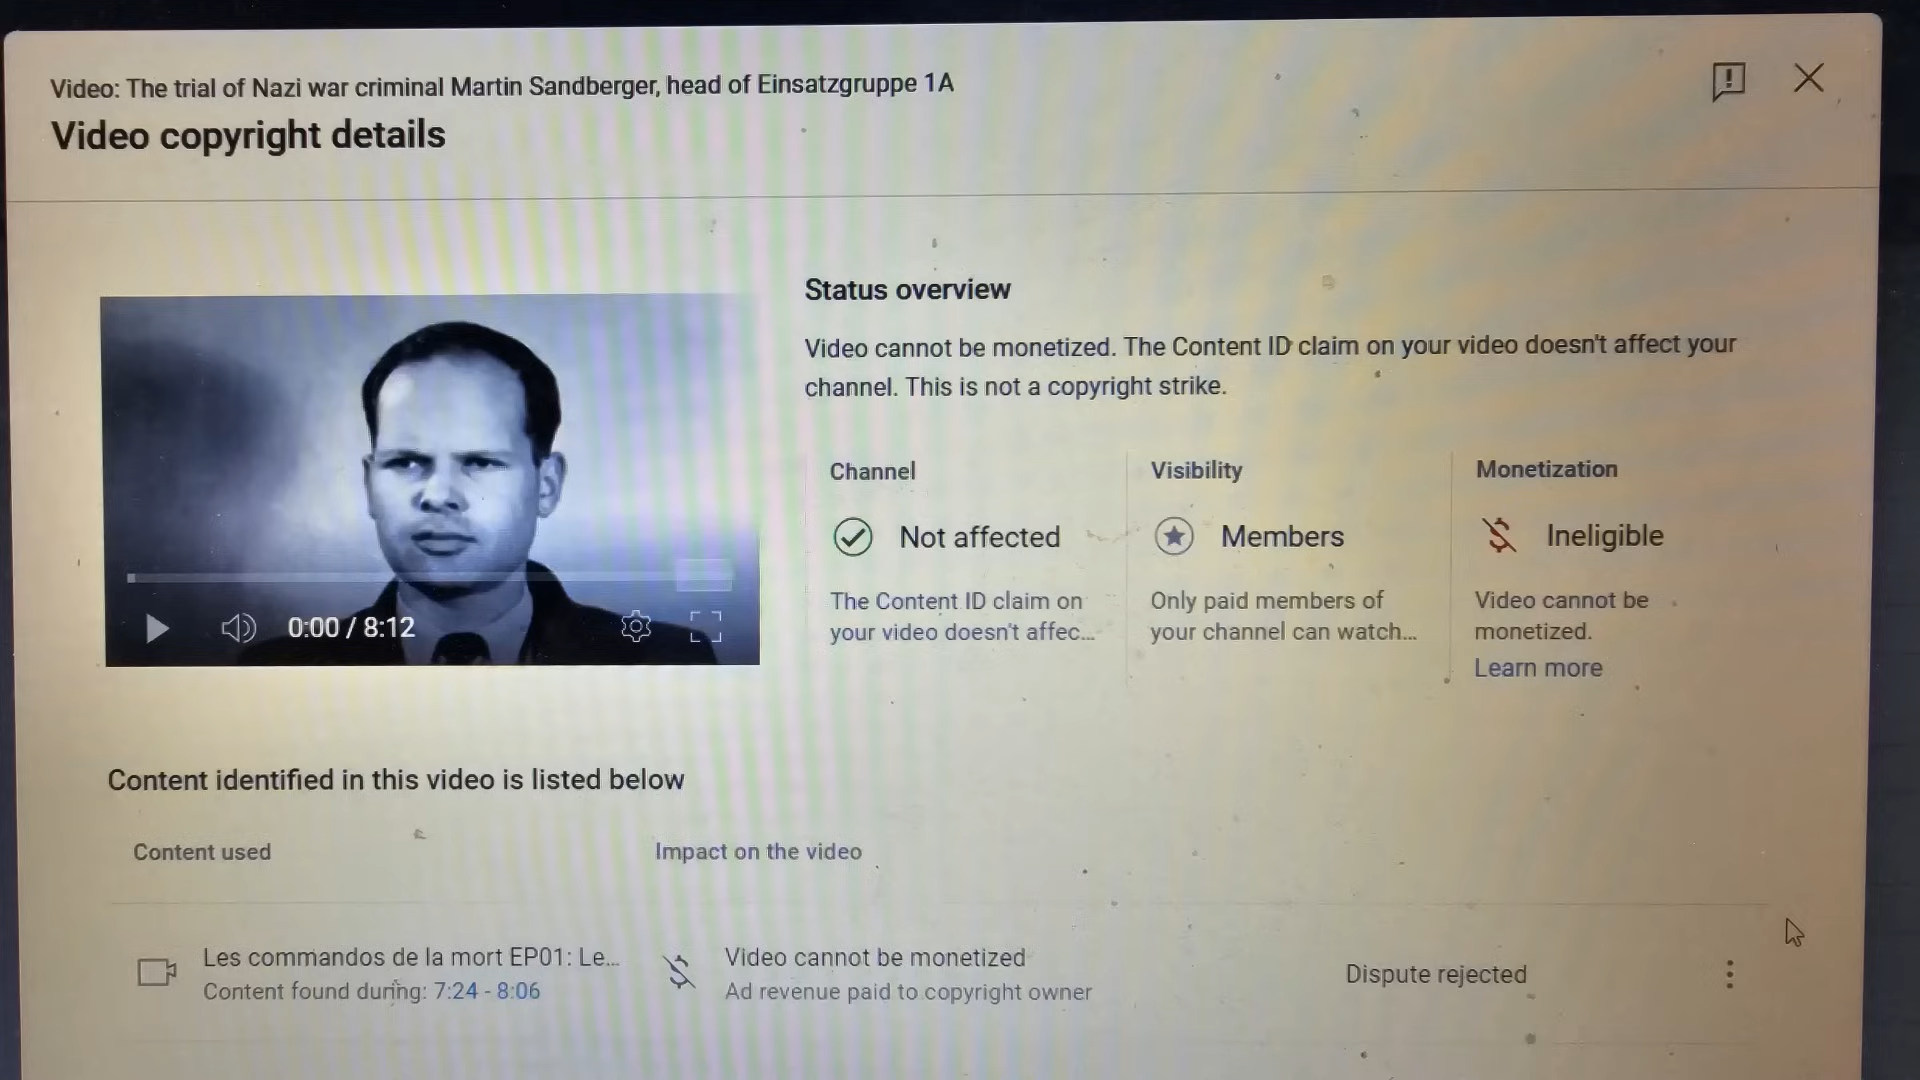 Video: The trial of Nazi war criminal Martin Sandberger, head of Einsatzgruppe 1A
Video copyright details
Status overview
Video cannot be monetized. The Content ID claim on your video doesn't affect your
channel. This is not a copyright strike.
Channel
Not affected
The Content ID claim on
your video doesn't affec...
Visibility
Members
Only paid members of
your channel can watch...
Monetization
Ineligible
Video cannot be
monetized.
Learn more
0:00 / 8:12
Content identified in this video is listed below
Content used
Impact on the video
Les commandos de la mort EP01: Le...
Content found during: 7:24 - 8:06
Video cannot be monetized
Ad revenue paid to copyright owner
Dispute rejected